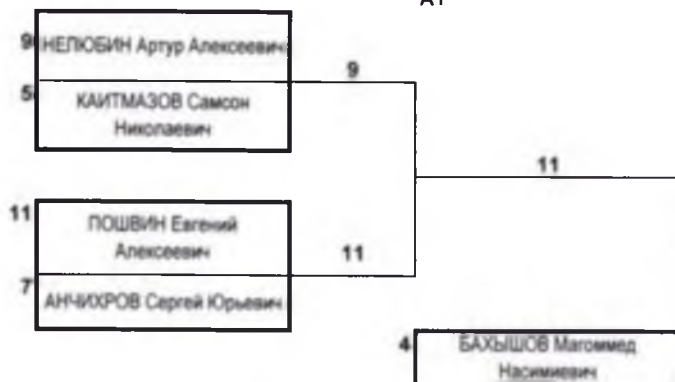 A1
9 НЕЛЮБИН Артур Алексеевич
9
5 КАИТМАЗОВ Самсон
Николаевич
11
11 ПОШВИН Евгений
Алексеевич
11
7 АНЧИХРОВ Сергей Юрьевич
4 БАХЫШОВ Магоммед
Насимиевич